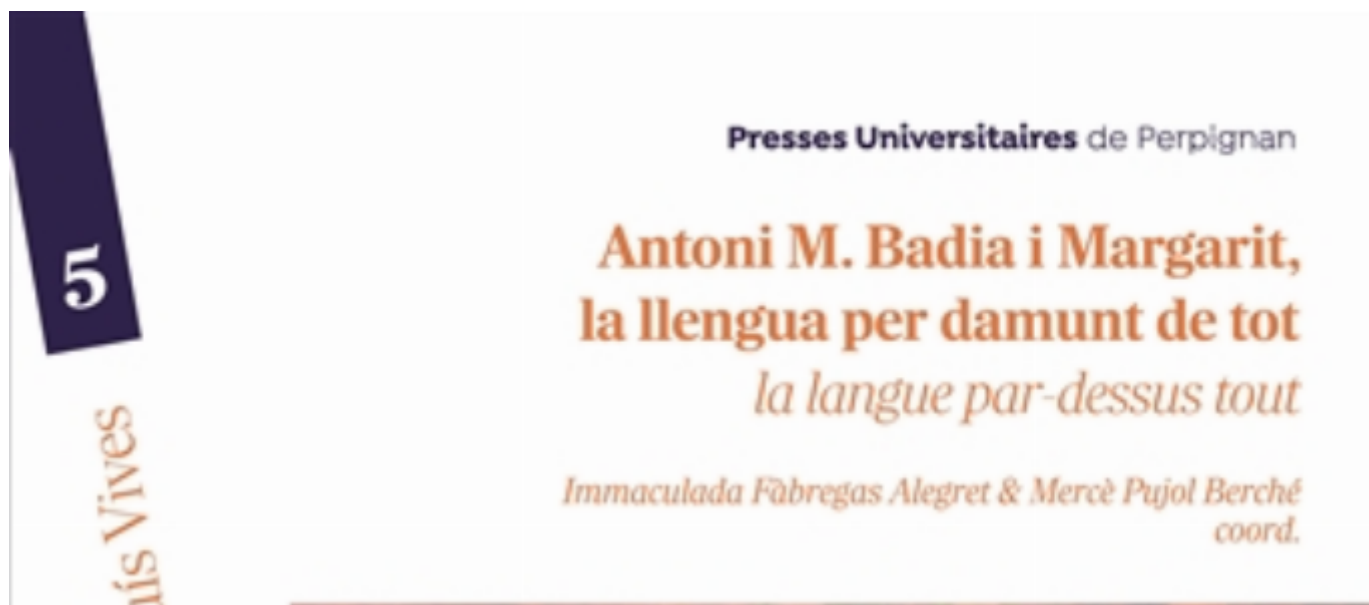 Presses Universitaires de Perpignan
Antoni M. Badia i Margarit,
la llengua per damunt de tot
la langue par-dessus tout
Immaculada Fàbregas Alegret & Mercè Pujol Berché
coord.
5
Vives